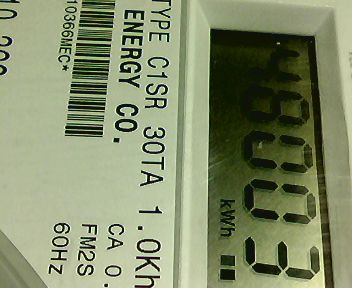 48003
kWh
TYPE C1SR 30TA 1.0Kh
ENERGY CO.
CA 0.
FM2S
60Hz
10366MEC*